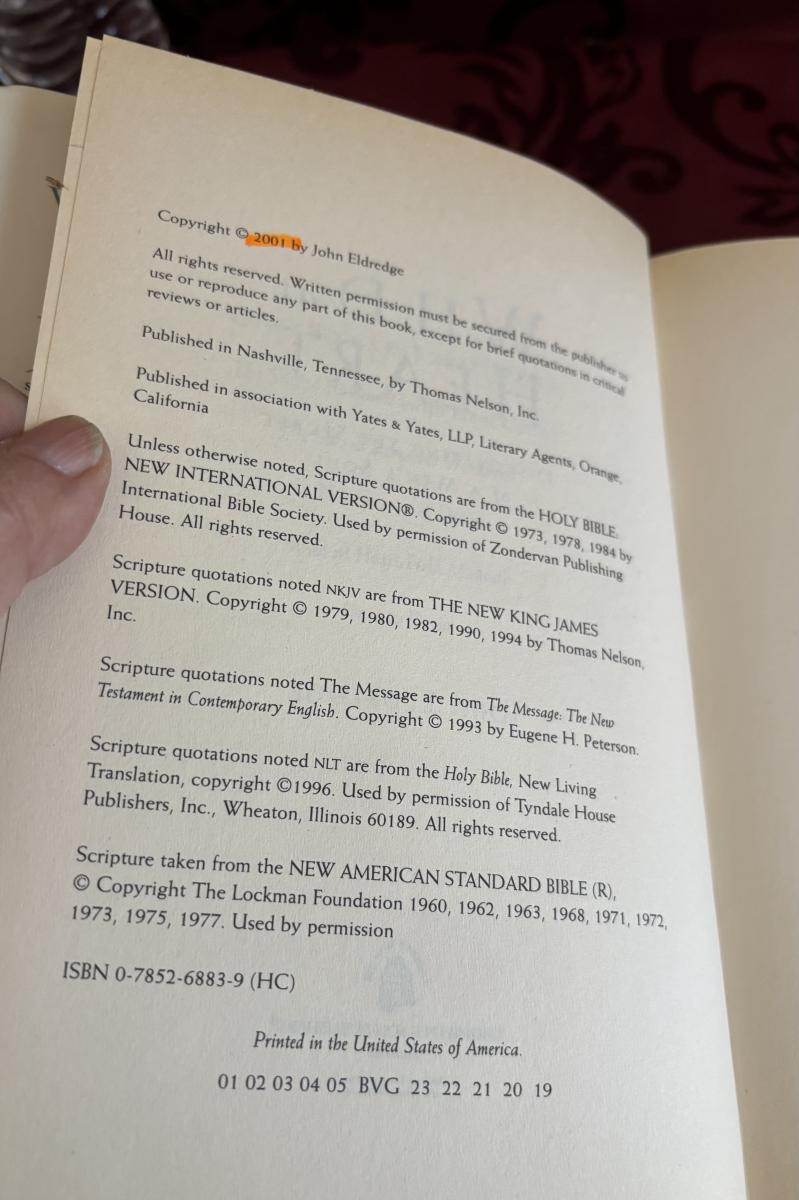 Copyright © 2001 by John Eldredge
All rights reserved. Written permission must be secured from the publisher to
use or reproduce any part of this book, except for brief quotations in critical
reviews or articles.
Published in Nashville, Tennessee, by Thomas Nelson, Inc.
Published in association with Yates & Yates, LLP, Literary Agents, Orange,
California
Unless otherwise noted, Scripture quotations are from the HOLY BIBLE:
NEW INTERNATIONAL VERSION®. Copyright © 1973, 1978, 1984 by
International Bible Society. Used by permission of Zondervan Publishing
House. All rights reserved.
Scripture quotations noted NKJV are from THE NEW KING JAMES
VERSION. Copyright © 1979, 1980, 1982, 1990, 1994 by Thomas Nelson,
Inc.
Scripture quotations noted The Message are from The Message: The New
Testament in Contemporary English. Copyright © 1993 by Eugene H. Peterson.
Scripture quotations noted NLT are from the Holy Bible, New Living
Translation, copyright ©1996. Used by permission of Tyndale House
Publishers, Inc., Wheaton, Illinois 60189. All rights reserved.
Scripture taken from the NEW AMERICAN STANDARD BIBLE (R),
© Copyright The Lockman Foundation 1960, 1962, 1963, 1968, 1971, 1972,
1973, 1975, 1977. Used by permission
ISBN 0-7852-6883-9 (HC)
Printed in the United States of America.
01 02 03 04 05 BVG 23 22 21 20 19